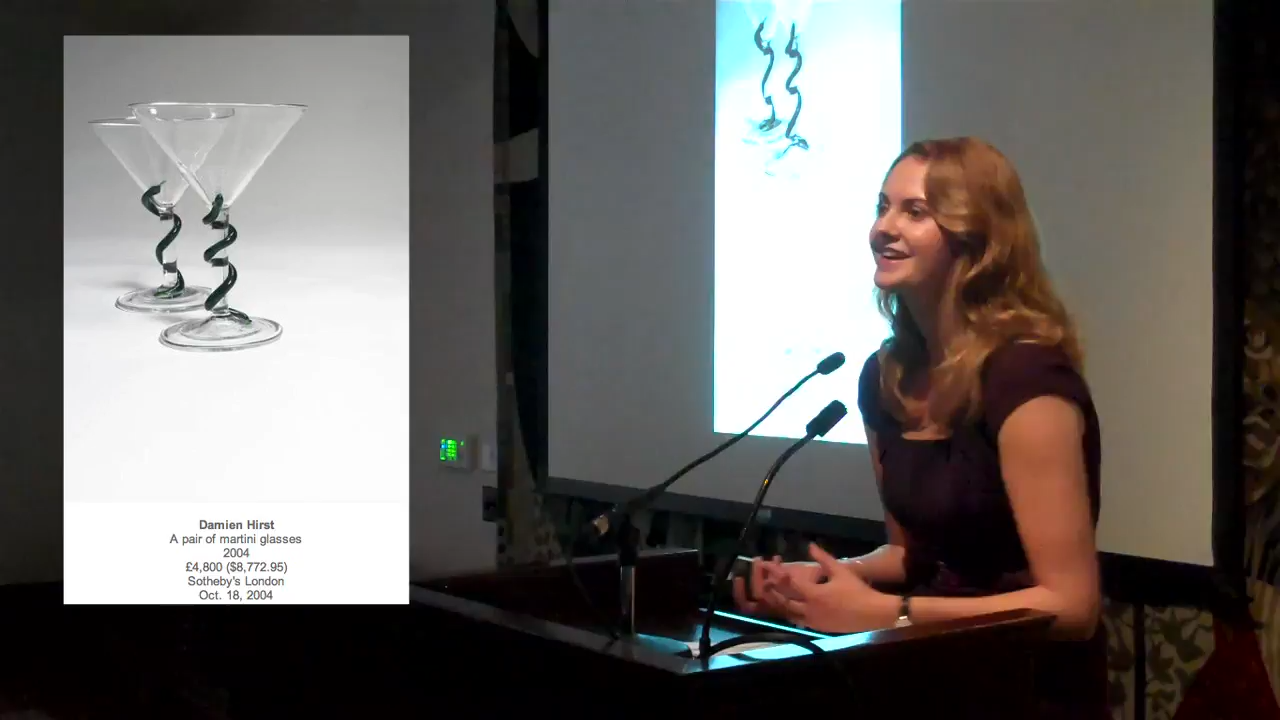 Damien Hirst
A pair of martini glasses
2004
£4,800 ($8,772.95)
Sotheby's London
Oct. 18, 2004